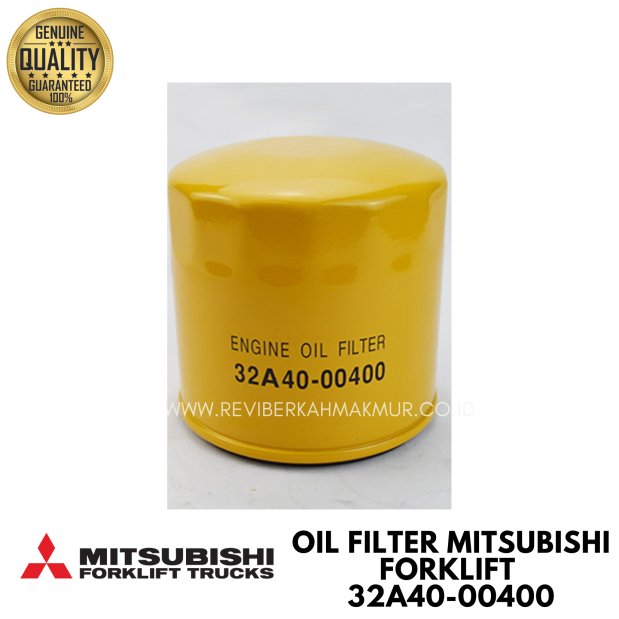 GENUINE
QUALITY
GUARANTEED
100%
ENGINE OIL FILTER
32A40-00400
WWW.REVIBERKAHMAKMUR.CO.ID
MITSUBISHI
FORKLIFT TRUCKS
OIL FILTER MITSUBISHI
FORKLIFT
32A40-00400